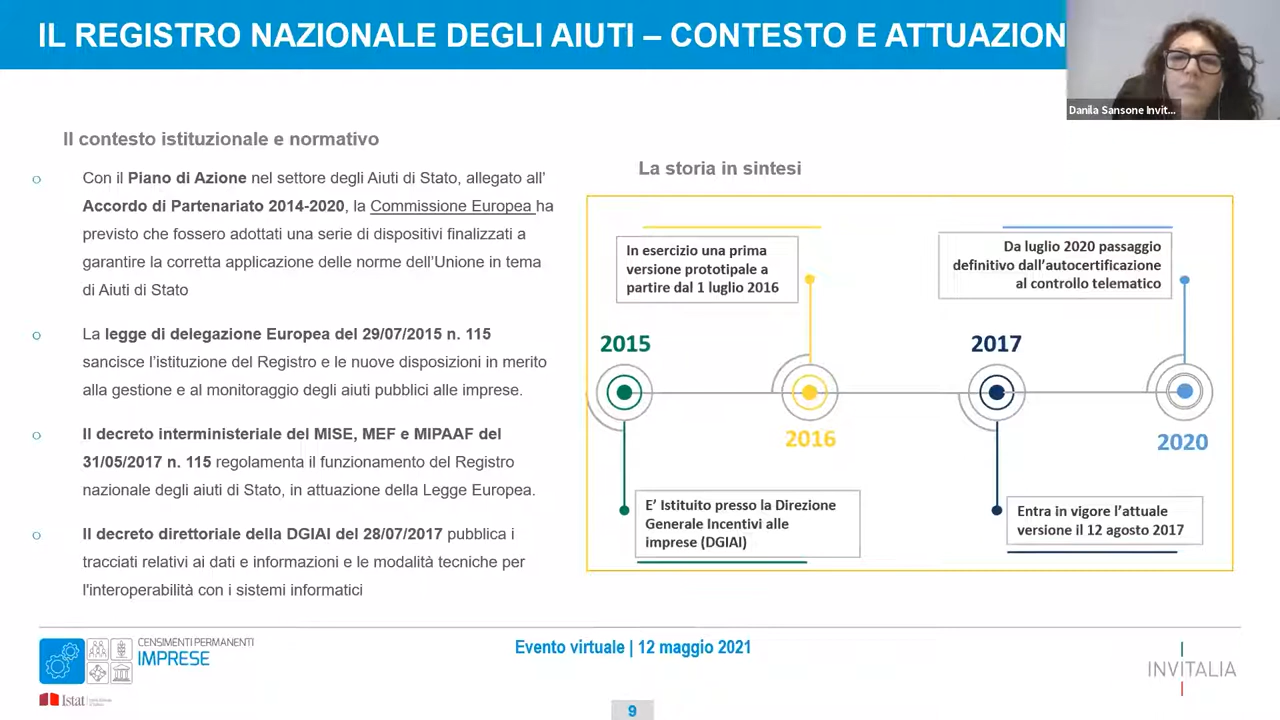 IL REGISTRO NAZIONALE DEGLI AIUTI – CONTESTO E ATTUAZION
Danila Sansone Invit...
Il contesto istituzionale e normativo
Con il Piano di Azione nel settore degli Aiuti di Stato, allegato all'
Accordo di Partenariato 2014-2020, la Commissione Europea ha
previsto che fossero adottati una serie di dispositivi finalizzati a
garantire la corretta applicazione delle norme dell'Unione in tema
di Aiuti di Stato
La legge di delegazione Europea del 29/07/2015 n. 115
sancisce l'istituzione del Registro e le nuove disposizioni in merito
alla gestione e al monitoraggio degli aiuti pubblici alle imprese.
Il decreto interministeriale del MISE, MEF e MIPAAF del
31/05/2017 n. 115 regolamenta il funzionamento del Registro
nazionale degli aiuti di Stato, in attuazione della Legge Europea.
Il decreto direttoriale della DGIAI del 28/07/2017 pubblica i
tracciati relativi ai dati e informazioni e le modalità tecniche per
l'interoperabilità con i sistemi informatici
La storia in sintesi
In esercizio una prima
versione prototipale a
partire dal 1 luglio 2016
Da luglio 2020 passaggio
definitivo dall'autocertificazione
al controllo telematico
2015
2017
2016
2020
E' Istituito presso la Direzione
Generale Incentivi alle
imprese (DGIAI)
Entra in vigore l'attuale
versione il 12 agosto 2017
CENSIMENTI PERMANENTI
IMPRESE
Istat
Evento virtuale | 12 maggio 2021
INVITALIA
9